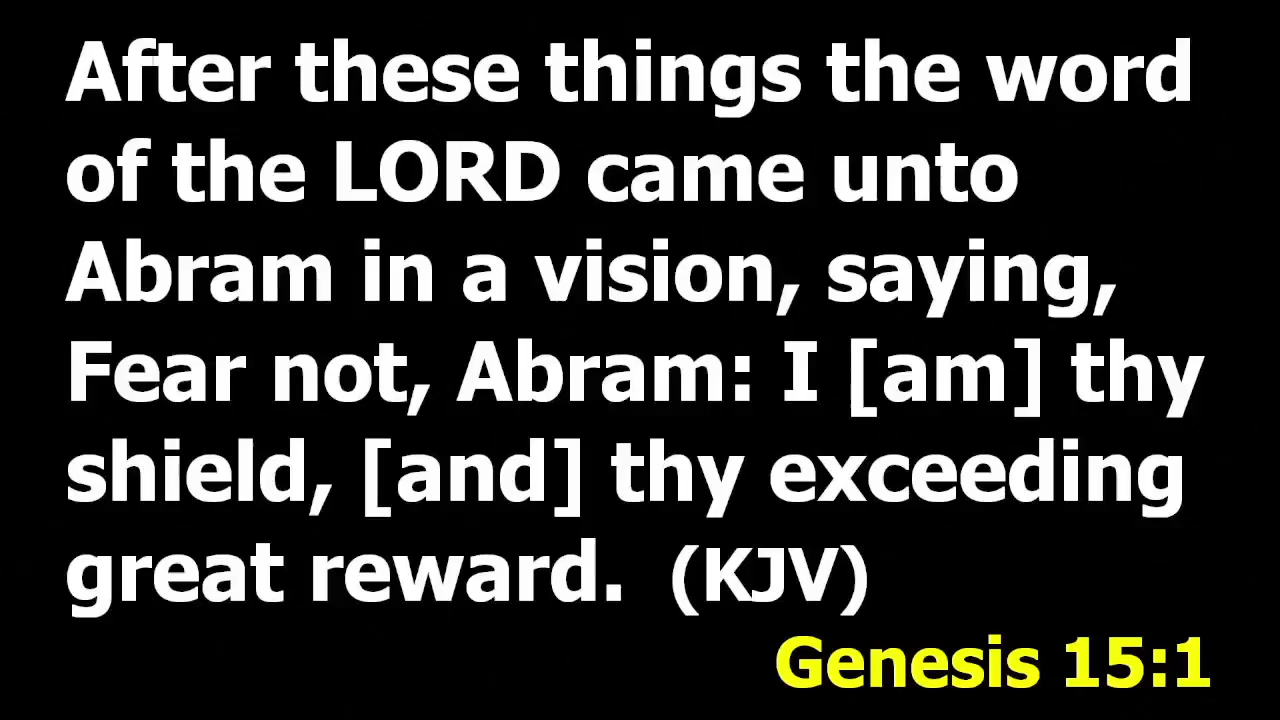 After these things the word
of the LORD came unto
Abram in a vision, saying,
Fear not, Abram: I [am] thy
shield, [and] thy exceeding
great reward. (KJV)
Genesis 15:1